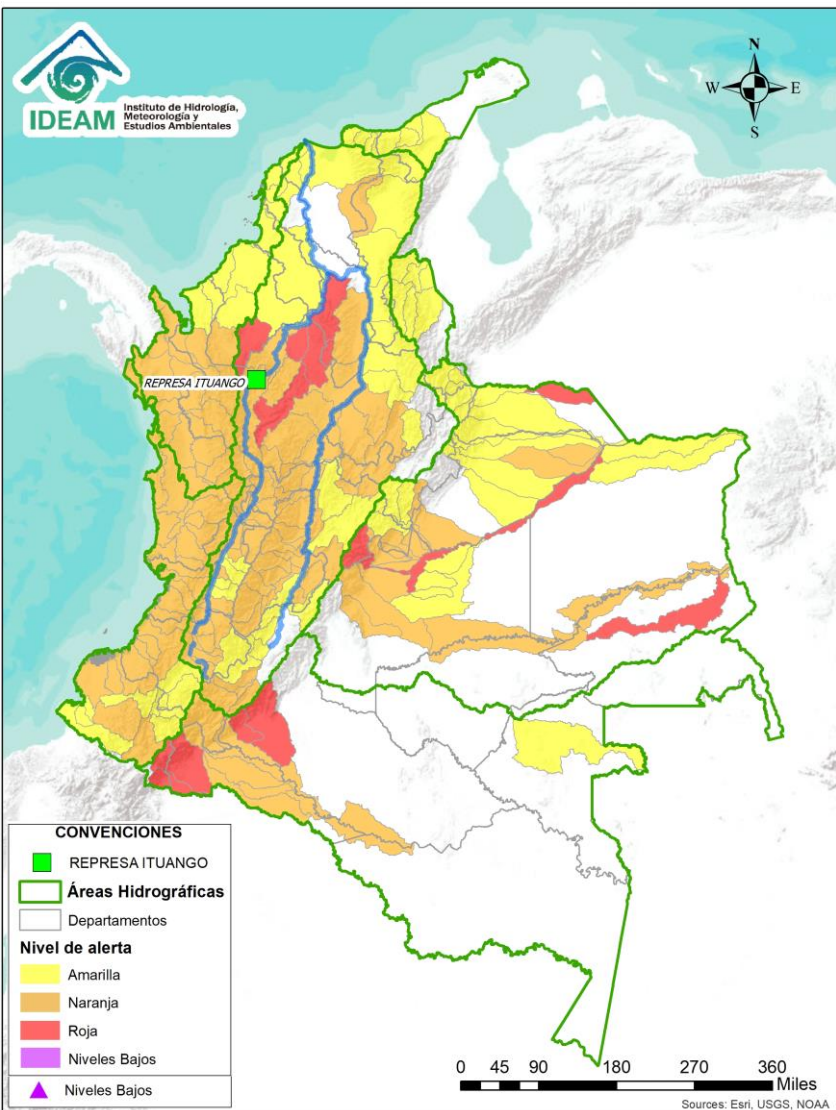 IDEAM
Instituto de Hidrología,
Meteorología y
Estudios Ambientales
N
W
E
S
REPRESA ITUANGO
CONVENCIONES
REPRESA ITUANGO
Áreas Hidrográficas
Departamentos
Nivel de alerta
Amarilla
Naranja
Roja
Niveles Bajos
Niveles Bajos
0 45 90 180 270 360
Miles
Sources: Esri, USGS, NOAA